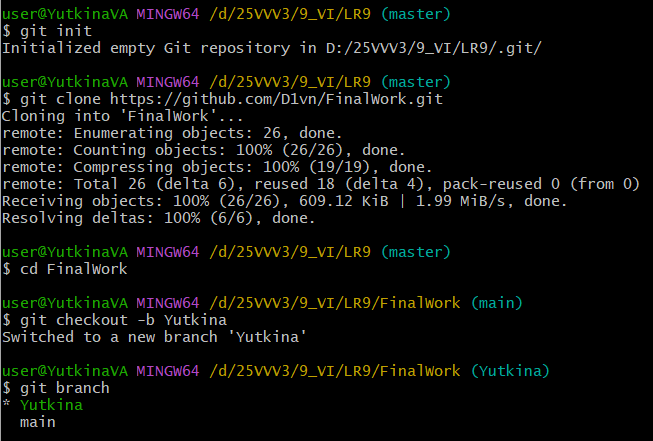 user@YutkinaVA MINGW64 /d/25VVV3/9_VI/LR9 (master)
$ git init
Initialized empty Git repository in D:/25VVV3/9_VI/LR9/.git/
user@YutkinaVA MINGW64 /d/25VVV3/9_VI/LR9 (master)
$ git clone https://github.com/D1vn/FinalWork.git
Cloning into 'FinalWork'...
remote: Enumerating objects: 26, done.
remote: Counting objects: 100% (26/26), done.
remote: Compressing objects: 100% (19/19), done.
remote: Total 26 (delta 6), reused 18 (delta 4), pack-reused 0 (from 0)
Receiving objects: 100% (26/26), 609.12 KiB | 1.99 MiB/s, done.
Resolving deltas: 100% (6/6), done.
user@YutkinaVA MINGW64 /d/25VVV3/9_VI/LR9 (master)
$ cd FinalWork
user@YutkinaVA MINGW64 /d/25VVV3/9_VI/LR9/FinalWork (main)
$ git checkout -b Yutkina
Switched to a new branch 'Yutkina'
user@YutkinaVA MINGW64 /d/25VVV3/9_VI/LR9/FinalWork (Yutkina)
$ git branch
* Yutkina
  main